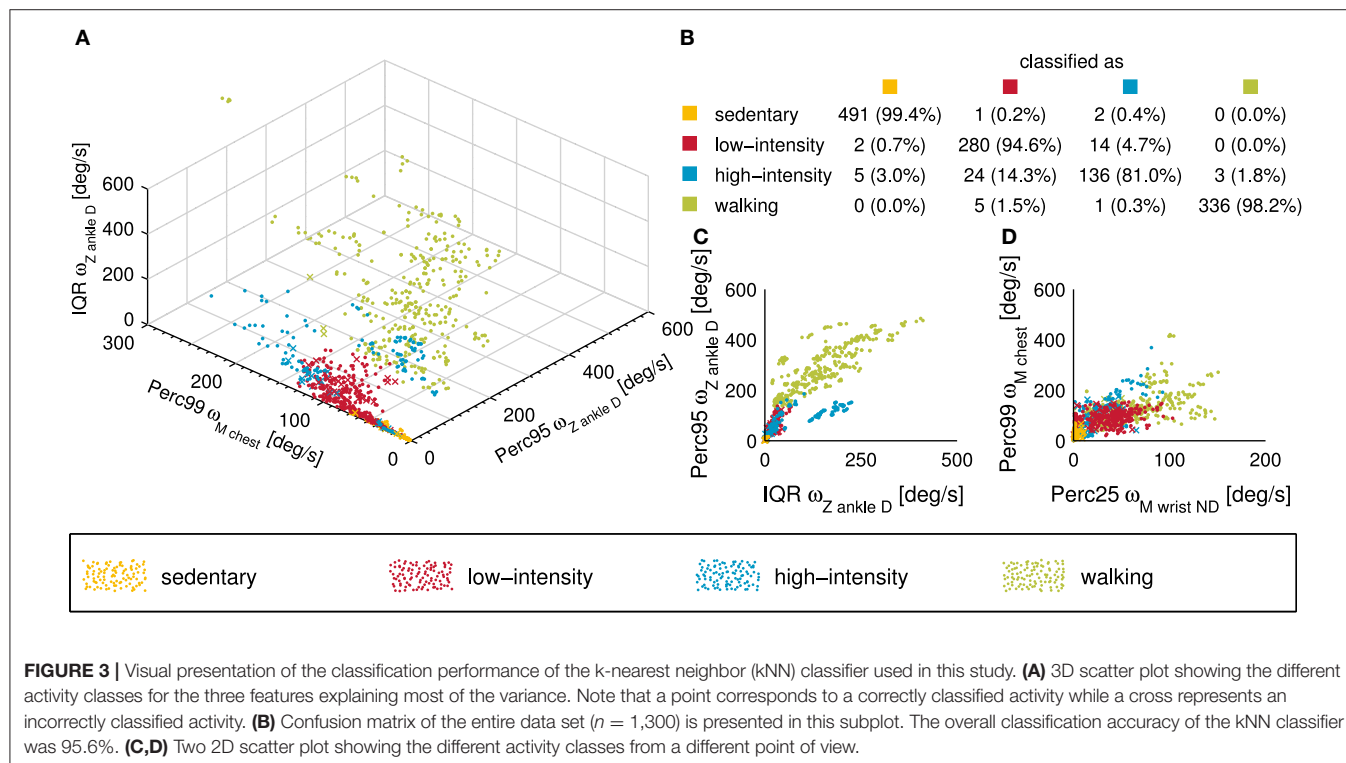 A
IQR ω Z ankle D [deg/s]
600
400
200
0
300
200
100
0
Perc99 ω M chest [deg/s]
0
200
400
600
Perc95 ω Z ankle D [deg/s]
B
classified as
sedentary 491 (99.4%) 1 (0.2%) 2 (0.4%) 0 (0.0%)
low−intensity 2 (0.7%) 280 (94.6%) 14 (4.7%) 0 (0.0%)
high−intensity 5 (3.0%) 24 (14.3%) 136 (81.0%) 3 (1.8%)
walking 0 (0.0%) 5 (1.5%) 1 (0.3%) 336 (98.2%)
C
Perc95 ω Z ankle D [deg/s]
600
400
200
0
0 250 500
IQR ω Z ankle D [deg/s]
D
Perc99 ω M chest [deg/s]
600
400
200
0
0 100 200
Perc25 ω M wrist ND [deg/s]
sedentary low−intensity high−intensity walking
FIGURE 3 | Visual presentation of the classification performance of the k-nearest neighbor (kNN) classifier used in this study. (A) 3D scatter plot showing the different
activity classes for the three features explaining most of the variance. Note that a point corresponds to a correctly classified activity while a cross represents an
incorrectly classified activity. (B) Confusion matrix of the entire data set (n = 1,300) is presented in this subplot. The overall classification accuracy of the kNN classifier
was 95.6%. (C,D) Two 2D scatter plot showing the different activity classes from a different point of view.